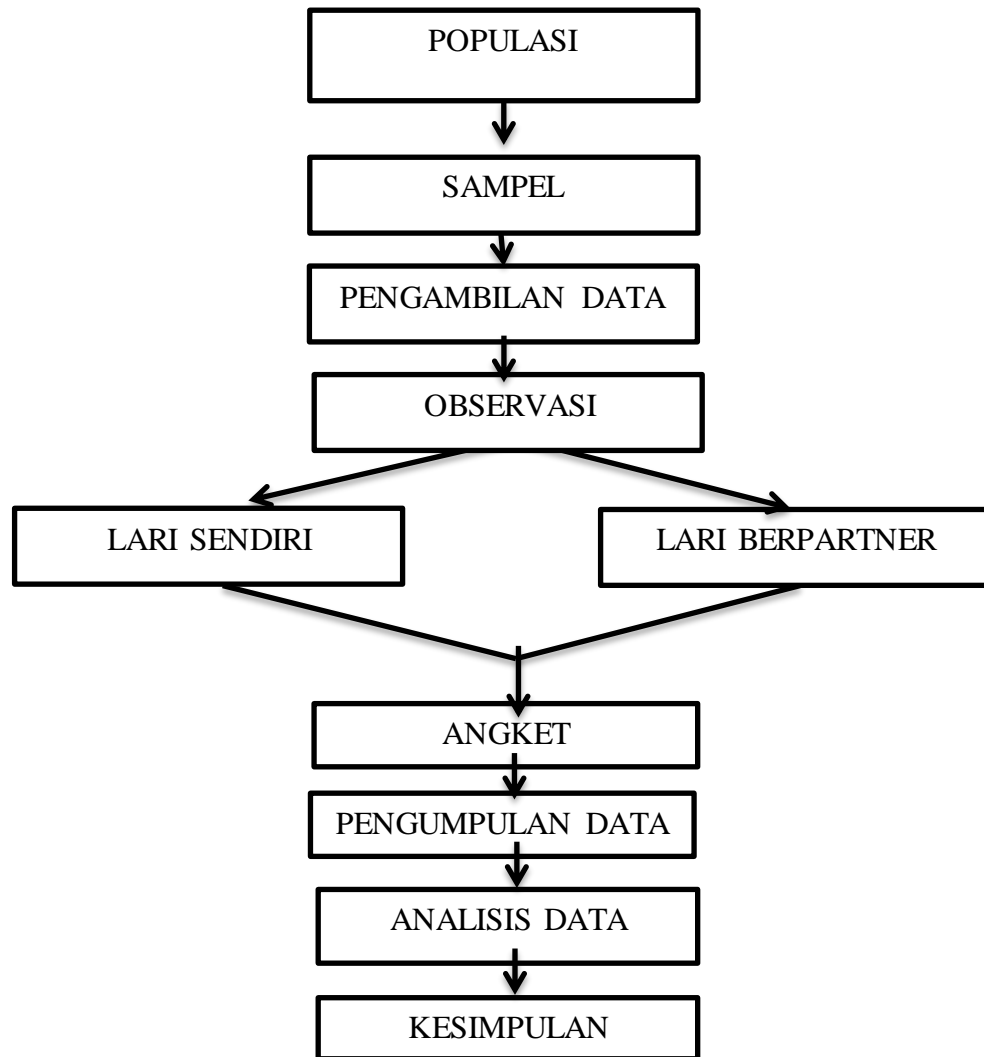 POPULASI
SAMPEL
PENGAMBILAN DATA
OBSERVASI
LARI SENDIRI
LARI BERPARTNER
ANGKET
PENGUMPULAN DATA
ANALISIS DATA
KESIMPULAN